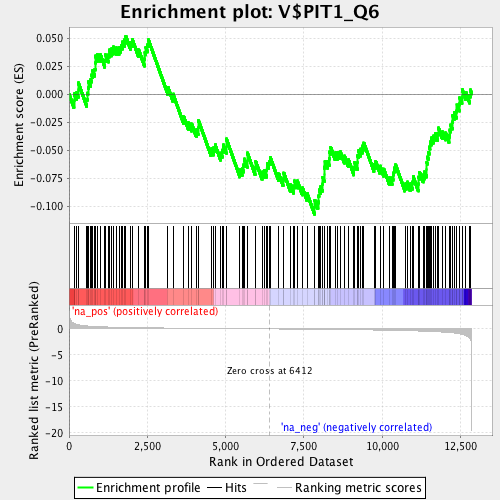 Enrichment plot: V$PIT1_Q6
Enrichment score (ES)
0.050
0.025
0.000
-0.025
-0.050
-0.075
-0.100
'na_pos' (positively correlated)
Ranked list metric (PreRanked)
0
-5
-10
-15
-20
Zero cross at 6412
'na_neg' (negatively correlated)
0
2,500
5,000
7,500
10,000
12,500
Rank in Ordered Dataset
Enrichment profile
Hits
Ranking metric scores